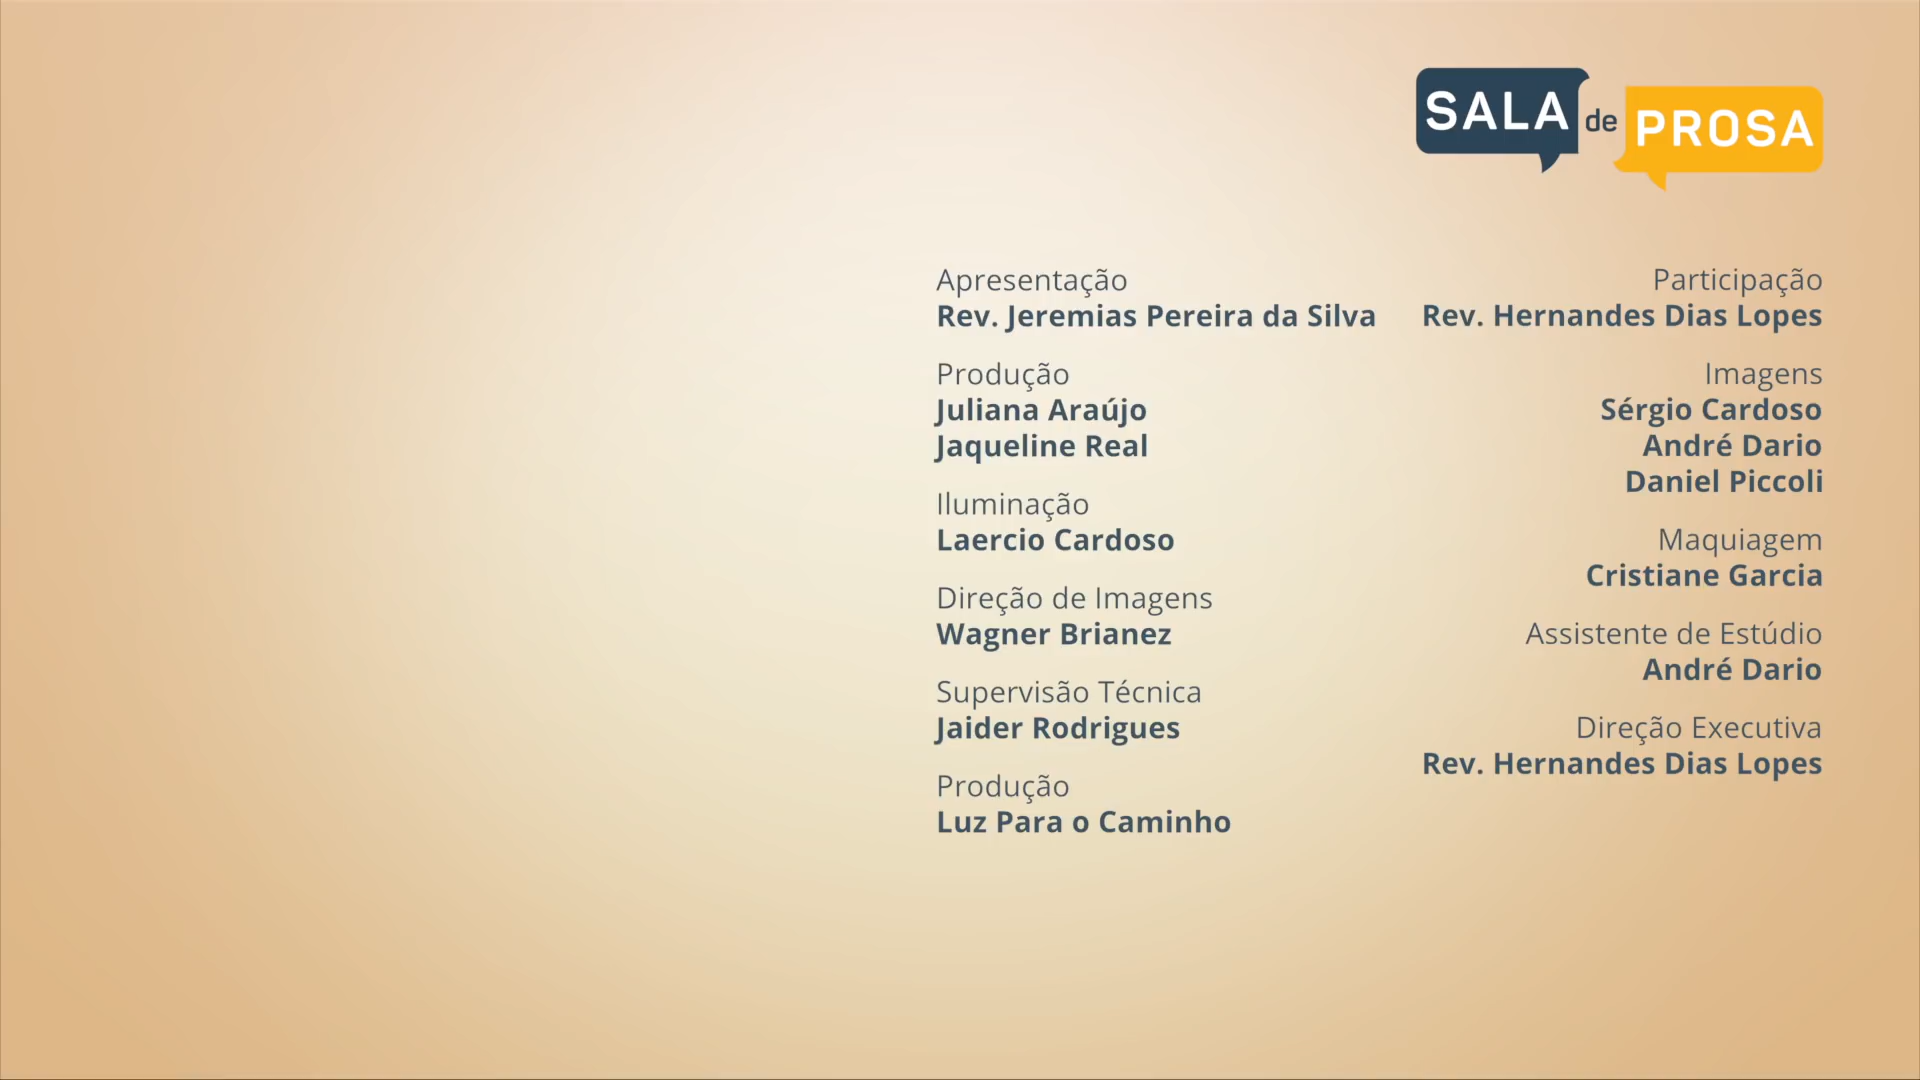 SALA de PROSA
Apresentação
Rev. Jeremias Pereira da Silva
Produção
Juliana Araújo
Jaqueline Real
Iluminação
Laercio Cardoso
Direção de Imagens
Wagner Brianez
Supervisão Técnica
Jaider Rodrigues
Produção
Luz Para o Caminho
Participação
Rev. Hernandes Dias Lopes
Imagens
Sérgio Cardoso
André Dario
Daniel Piccoli
Maquiagem
Cristiane Garcia
Assistente de Estúdio
André Dario
Direção Executiva
Rev. Hernandes Dias Lopes